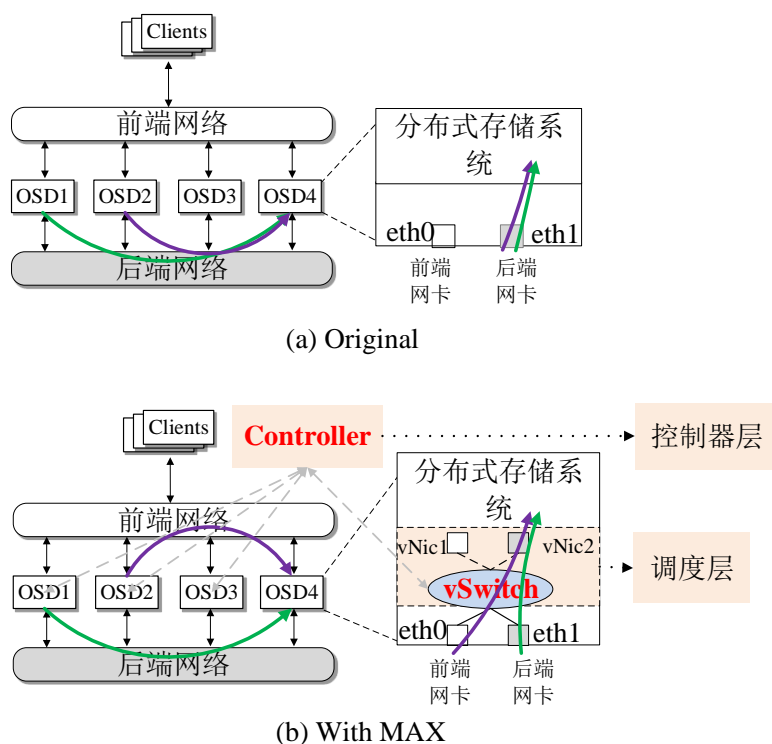 Clients
前端网络
分布式存储系
统
OSD1
OSD2
OSD3
OSD4
eth0
eth1
后端网络
前端
网卡
后端
网卡
(a) Original
Clients
Controller
控制器层
分布式存储系
统
前端网络
vNic1
vNic2
调度层
OSD1
OSD2
OSD3
OSD4
vSwitch
eth0
eth1
后端网络
前端
网卡
后端
网卡
(b) With MAX